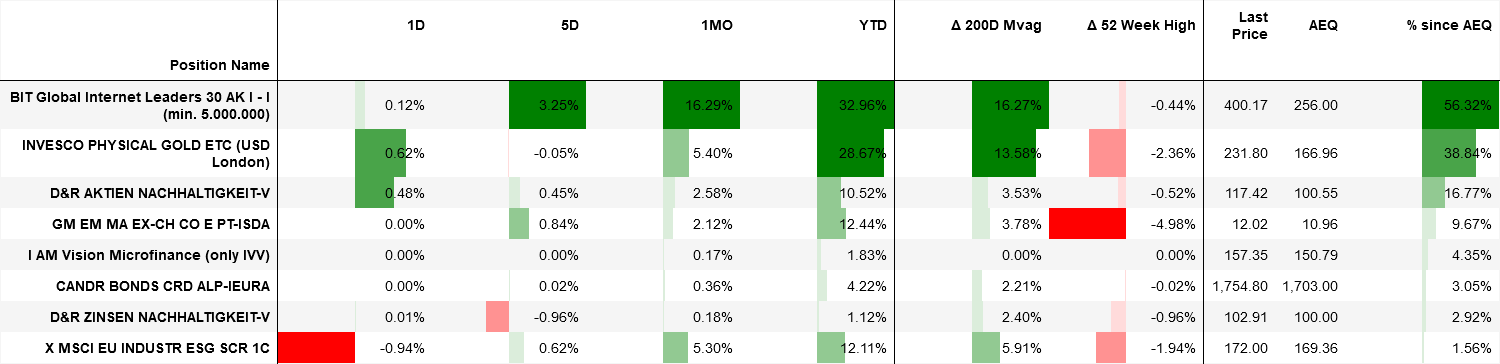 Position Name 1D 5D 1MO YTD Δ 200D Mvag Δ 52 Week High Last Price AEQ % since AEQ
BIT Global Internet Leaders 30 AK I - I (min. 5.000.000) 0.12% 3.25% 16.29% 32.96% 16.27% -0.44% 400.17 256.00 56.32%
INVESCO PHYSICAL GOLD ETC (USD London) 0.62% -0.05% 5.40% 28.67% 13.58% -2.36% 231.80 166.96 38.84%
D&R AKTIEN NACHHALTIGKEIT-V 0.48% 0.45% 2.58% 10.52% 3.53% -0.52% 117.42 100.55 16.77%
GM EM MA EX-CH CO E PT-ISDA 0.00% 0.84% 2.12% 12.44% 3.78% -4.98% 12.02 10.96 9.67%
I AM Vision Microfinance (only IVV) 0.00% 0.00% 0.17% 1.83% 0.00% 0.00% 157.35 150.79 4.35%
CANDR BONDS CRD ALP-IEURA 0.00% 0.02% 0.36% 4.22% 2.21% -0.02% 1,754.80 1,703.00 3.05%
D&R ZINSEN NACHHALTIGKEIT-V 0.01% -0.96% 0.18% 1.12% 2.40% -0.96% 102.91 100.00 2.92%
X MSCI EU INDUSTR ESG SCR 1C -0.94% 0.62% 5.30% 12.11% 5.91% -1.94% 172.00 169.36 1.56%